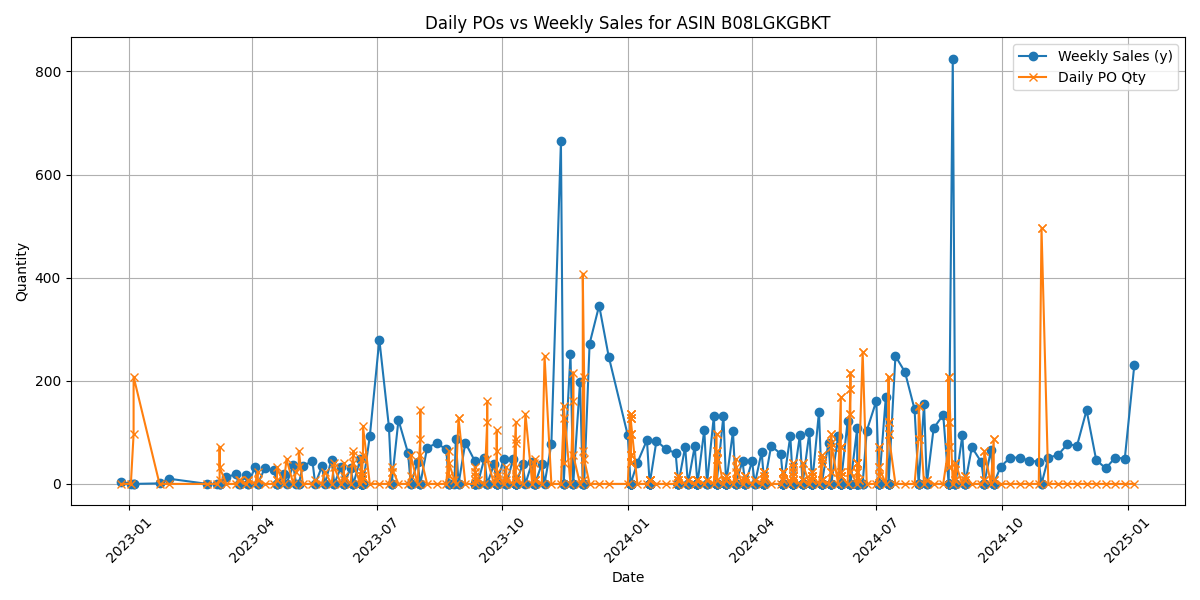 Daily POs vs Weekly Sales for ASIN B08LGKGBKT
Weekly Sales (y)
Daily PO Qty
Quantity
800
600
400
200
0
2023-01
2023-04
2023-07
2023-10
2024-01
2024-04
2024-07
2024-10
2025-01
Date